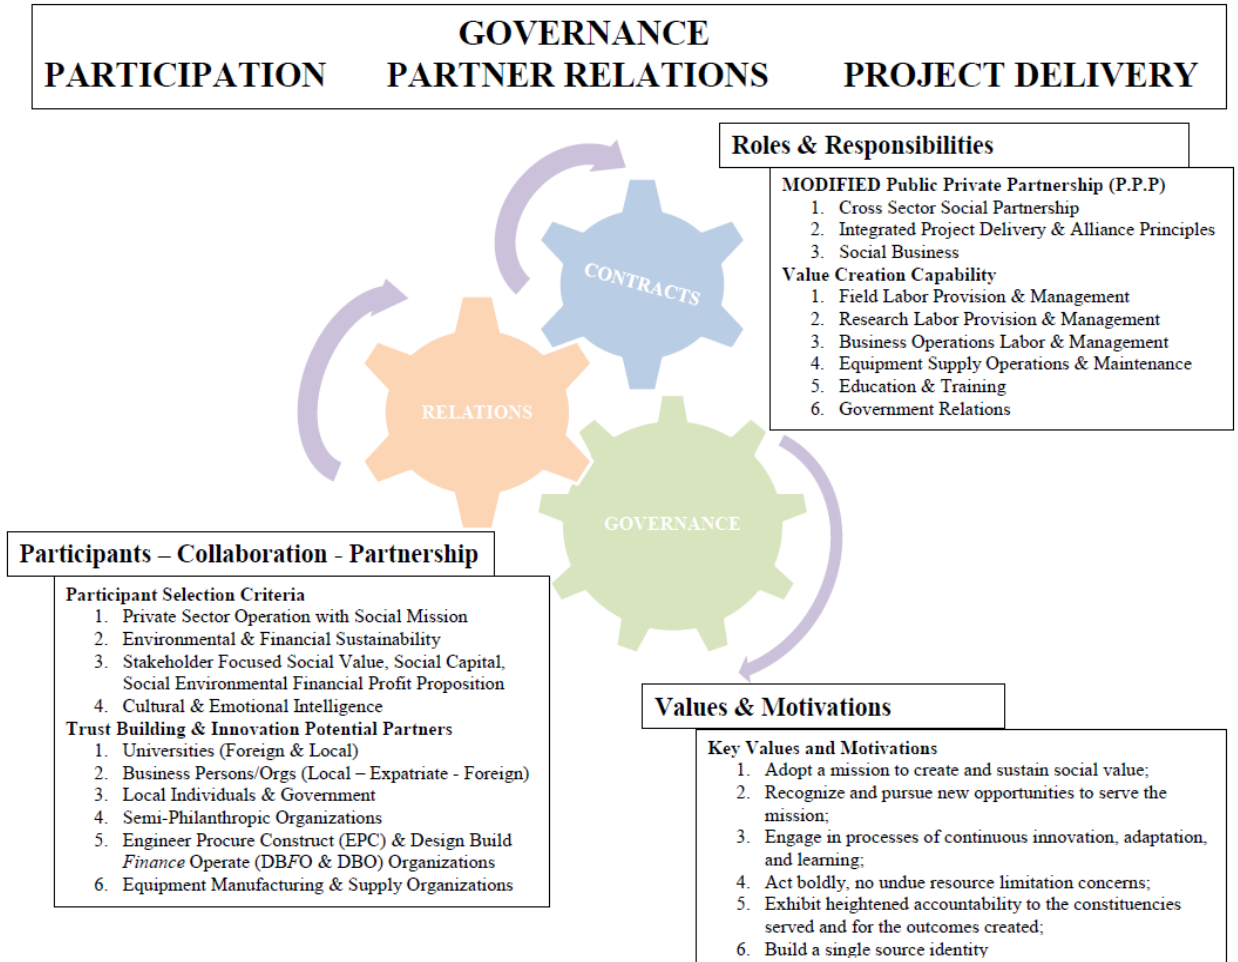 GOVERNANCE
PARTICIPATION PARTNER RELATIONS PROJECT DELIVERY
Roles & Responsibilities
MODIFIED Public Private Partnership (P.P.P)
1. Cross Sector Social Partnership
2. Integrated Project Delivery & Alliance Principles
3. Social Business
Value Creation Capability
1. Field Labor Provision & Management
2. Research Labor Provision & Management
3. Business Operations Labor & Management
4. Equipment Supply Operations & Maintenance
5. Education & Training
6. Government Relations
CONTRACTS
RELATIONS
GOVERNANCE
Participants – Collaboration - Partnership
Participant Selection Criteria
1. Private Sector Operation with Social Mission
2. Environmental & Financial Sustainability
3. Stakeholder Focused Social Value, Social Capital,
Social Environmental Financial Profit Proposition
4. Cultural & Emotional Intelligence
Trust Building & Innovation Potential Partners
1. Universities (Foreign & Local)
2. Business Persons/Orgs (Local – Expatriate - Foreign)
3. Local Individuals & Government
4. Semi-Philanthropic Organizations
5. Engineer Procure Construct (EPC) & Design Build
Finance Operate (DBFO & DBO) Organizations
6. Equipment Manufacturing & Supply Organizations
Values & Motivations
Key Values and Motivations
1. Adopt a mission to create and sustain social value;
2. Recognize and pursue new opportunities to serve the
mission;
3. Engage in processes of continuous innovation, adaptation,
and learning;
4. Act boldly, no undue resource limitation concerns;
5. Exhibit heightened accountability to the constituencies
served and for the outcomes created;
6. Build a single source identity